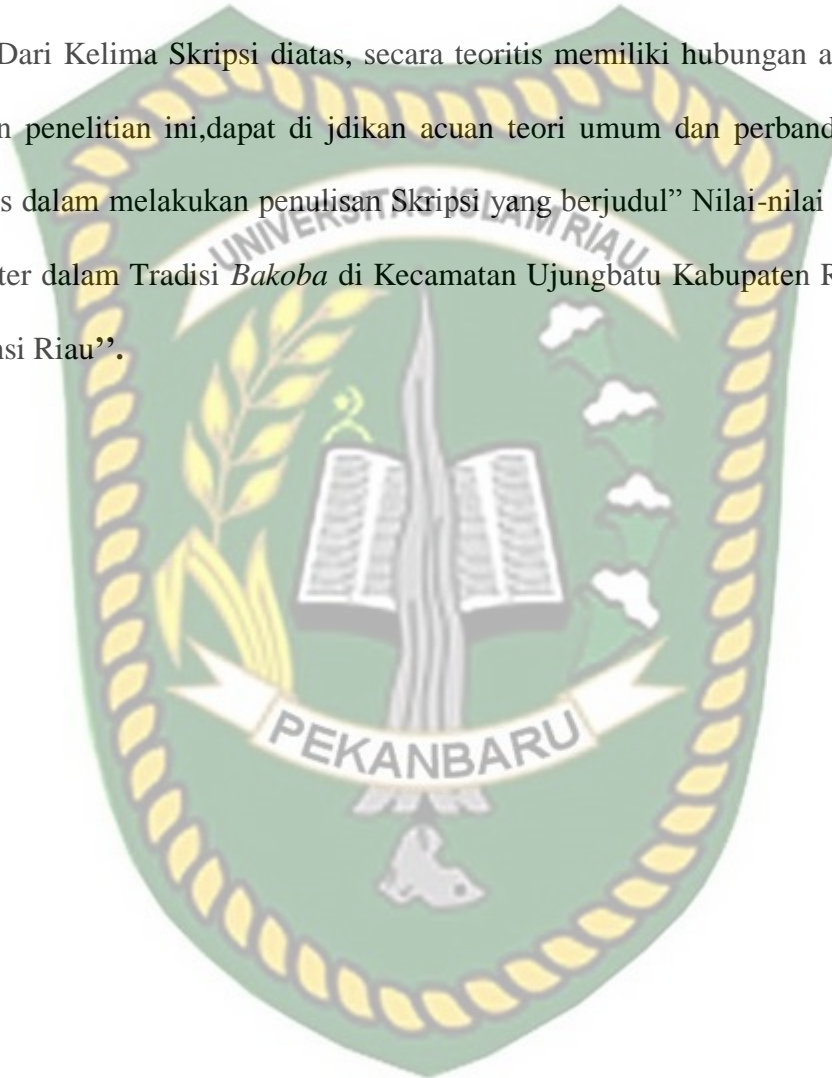 Dari Kelima Skripsi diatas, secara teoritis memiliki hubungan a
n penelitian ini,dapat di jdikan acuan teori umum dan perband
s dalam melakukan penulisan Skripsi yang berjudul” Nilai-nilai
ter dalam Tradisi Bakoba di Kecamatan Ujungbatu Kabupaten R
nsi Riau”.
UNIVERSITAS ISLAM RIAU
PEKANBARU